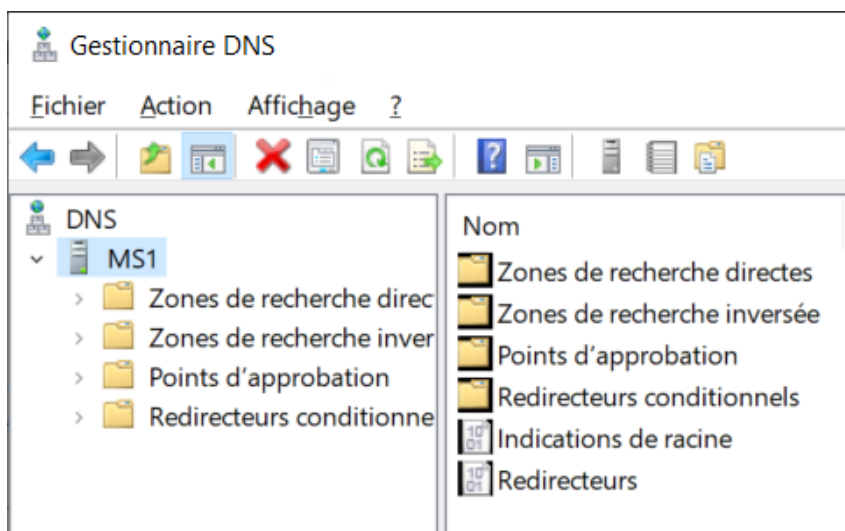 Gestionnaire DNS
Fichier Action Affichage ?
DNS
MS1
Zones de recherche direc
Zones de recherche inver
Points d’approbation
Redirecteurs conditionne
Nom
Zones de recherche directes
Zones de recherche inversée
Points d’approbation
Redirecteurs conditionnels
Indications de racine
Redirecteurs